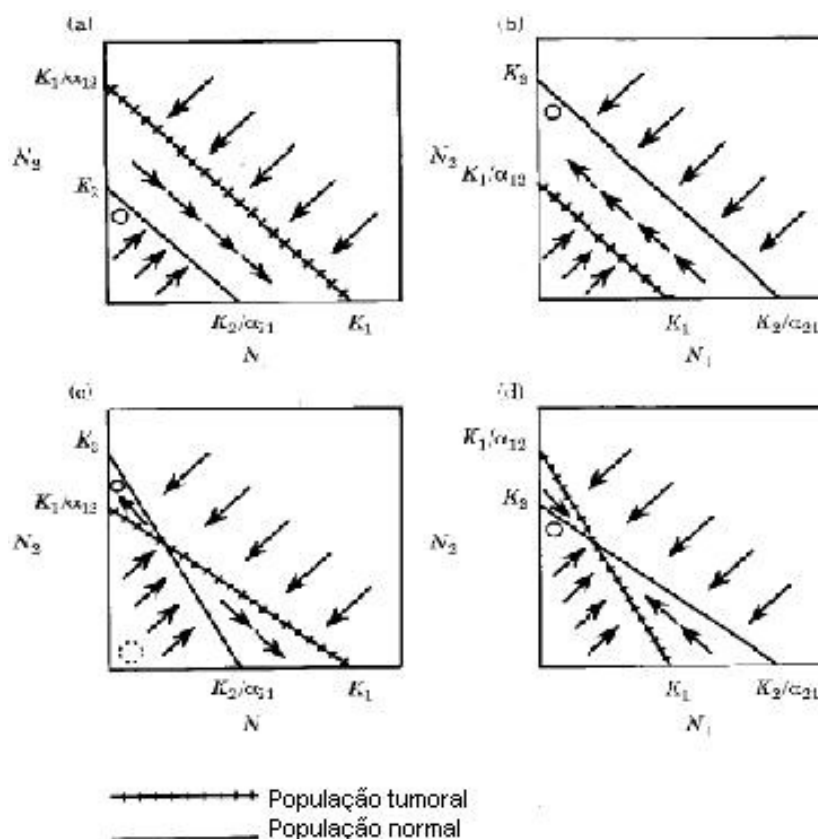 (a)
K₁/α₁₂
N₂
K₂
K₂/α₂₁ K₁
N
(b)
K₂
N₂
K₁/α₁₂
K₁ K₂/α₂₁
N₁
(c)
K₂
K₁/α₁₂
N₂
K₂/α₂₁ K₁
N
(d)
K₁/α₁₂
K₂
N₂
K₁ K₂/α₂₁
N₁
População tumoral
População normal